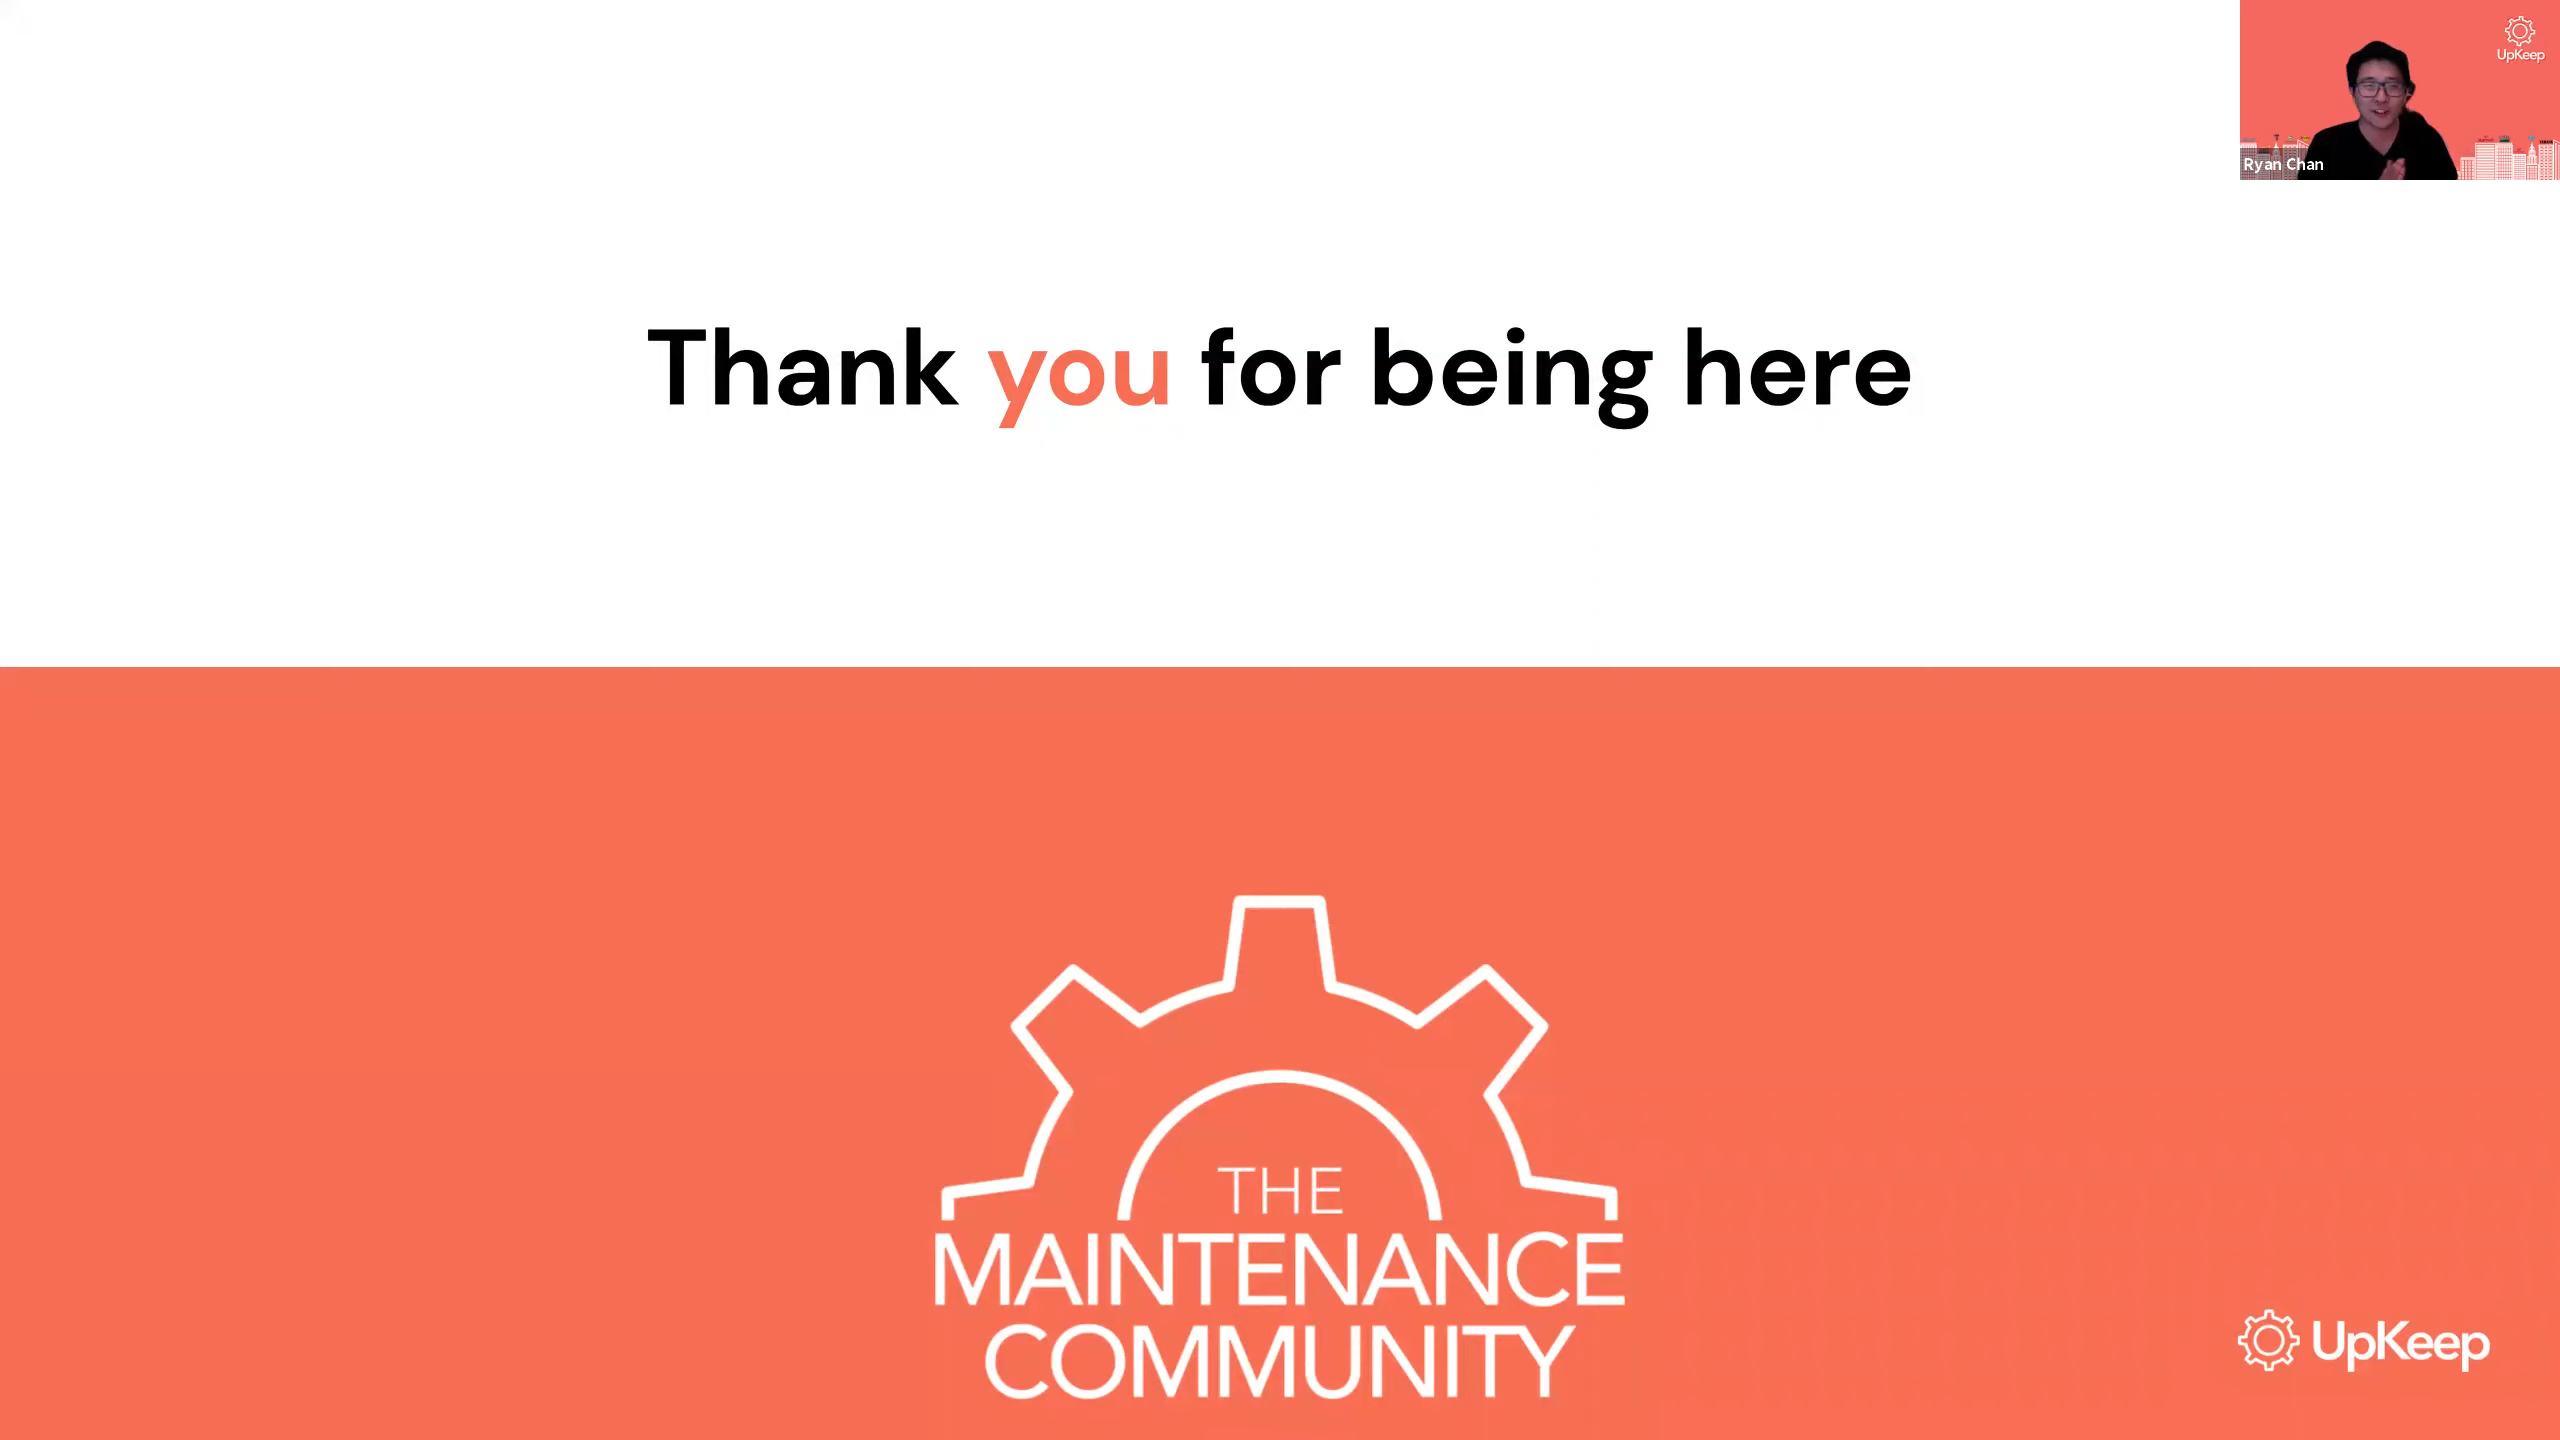 UpKeep
Ryan Chan
Thank you for being here
THE
MAINTENANCE
COMMUNITY
UpKeep